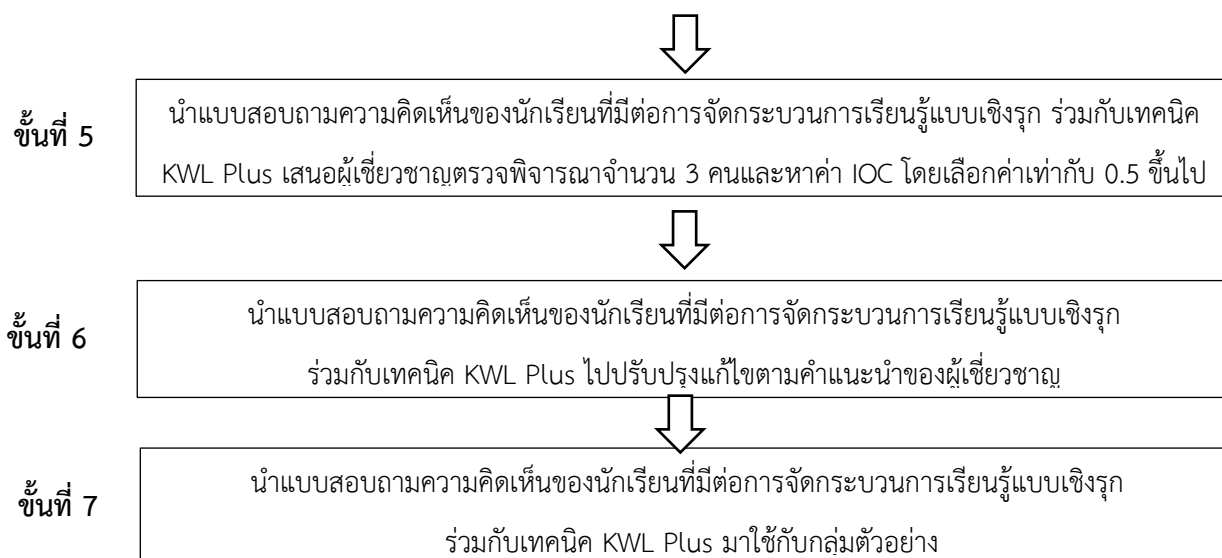 ขั้นที่ 5
นำแบบสอบถามความคิดเห็นของนักเรียนที่มีต่อการจัดกระบวนการเรียนรู้แบบเชิงรุก ร่วมกับเทคนิค
KWL Plus เสนอผู้เชี่ยวชาญตรวจพิจารณาจำนวน 3 คนและหาค่า IOC โดยเลือกค่าเท่ากับ 0.5 ขึ้นไป
ขั้นที่ 6
นำแบบสอบถามความคิดเห็นของนักเรียนที่มีต่อการจัดกระบวนการเรียนรู้แบบเชิงรุก
ร่วมกับเทคนิค KWL Plus ไปปรับปรุงแก้ไขตามคำแนะนำของผู้เชี่ยวชาญ
ขั้นที่ 7
นำแบบสอบถามความคิดเห็นของนักเรียนที่มีต่อการจัดกระบวนการเรียนรู้แบบเชิงรุก
ร่วมกับเทคนิค KWL Plus มาใช้กับกลุ่มตัวอย่าง